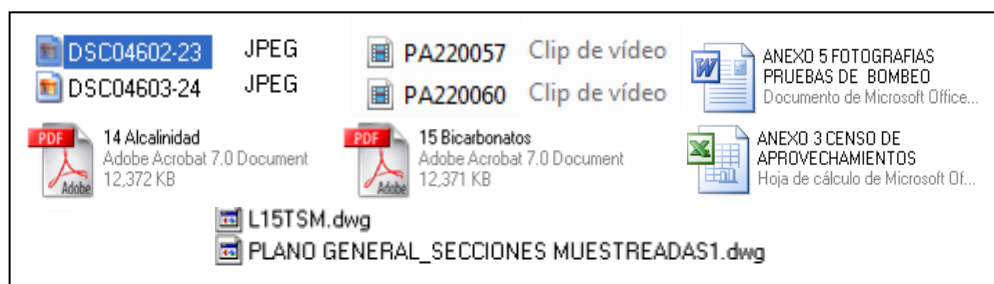 DSC04602-23 JPEG
DSC04603-24 JPEG
PA220057 Clip de vídeo
PA220060 Clip de vídeo
ANEXO 5 FOTOGRAFIAS
PRUEBAS DE BOMBEO
Documento de Microsoft Office...
PDF
Adobe
14 Alcalinidad
Adobe Acrobat 7.0 Document
12,372 KB
PDF
Adobe
15 Bicarbonatos
Adobe Acrobat 7.0 Document
12,371 KB
ANEXO 3 CENSO DE
APROVECHAMIENTOS
Hoja de cálculo de Microsoft Of...
L15TSM.dwg
PLANO GENERAL_SECCIONES MUESTREADAS1.dwg